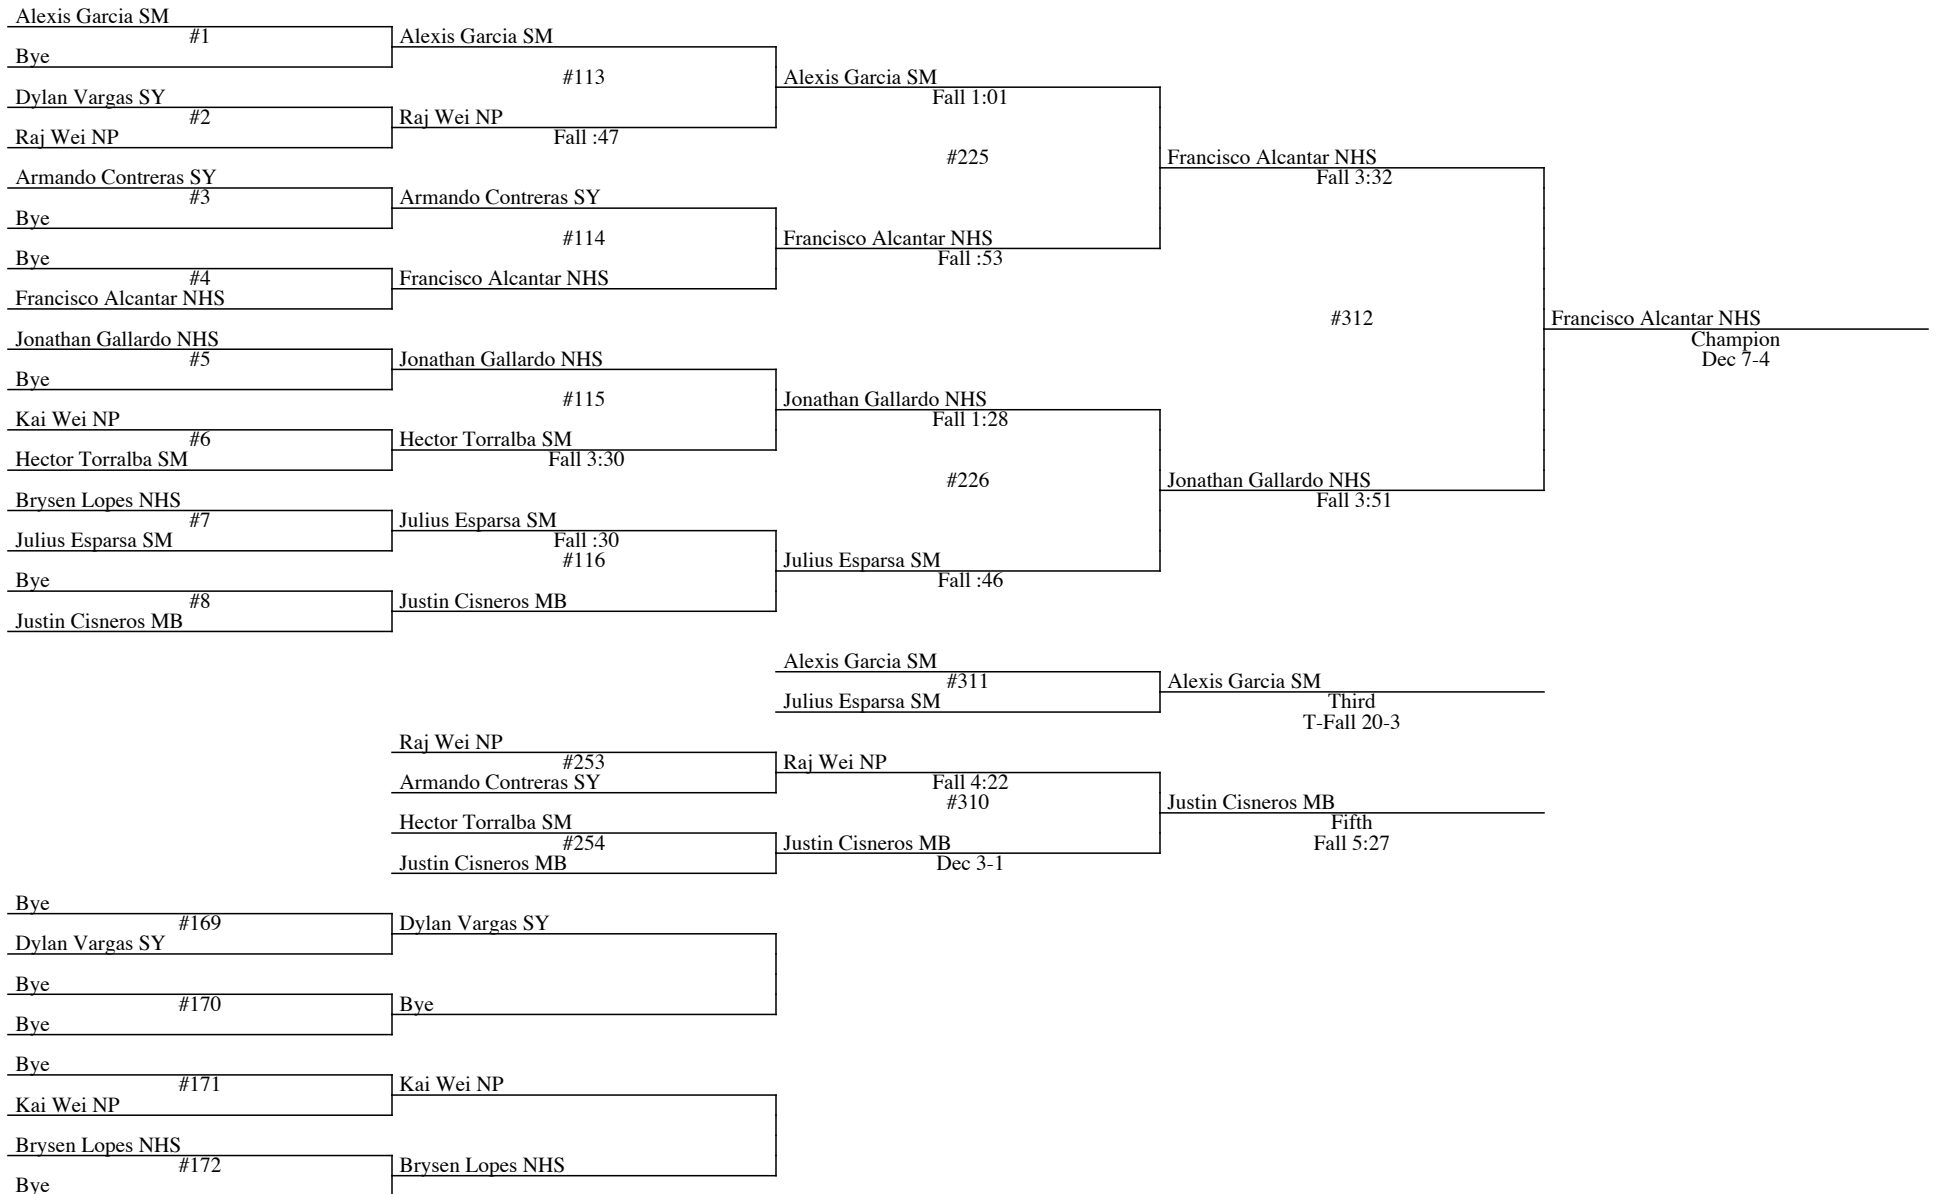 Alexis Garcia SM
#1
Bye
Alexis Garcia SM
#113
Dylan Vargas SY
#2
Raj Wei NP
Raj Wei NP
Fall :47
Alexis Garcia SM
Fall 1:01
#225
Armando Contreras SY
#3
Bye
Armando Contreras SY
#114
Bye
#4
Francisco Alcantar NHS
Francisco Alcantar NHS
Francisco Alcantar NHS
Fall :53
Francisco Alcantar NHS
Fall 3:32
#312
Jonathan Gallardo NHS
#5
Bye
Jonathan Gallardo NHS
#115
Kai Wei NP
#6
Hector Torralba SM
Hector Torralba SM
Fall 3:30
Jonathan Gallardo NHS
Fall 1:28
#226
Brysen Lopes NHS
#7
Julius Esparsa SM
Julius Esparsa SM
Fall :30
#116
Bye
#8
Justin Cisneros MB
Justin Cisneros MB
Julius Esparsa SM
Fall :46
Jonathan Gallardo NHS
Fall 3:51
Francisco Alcantar NHS
Champion
Dec 7-4
Alexis Garcia SM
#311
Julius Esparsa SM
Alexis Garcia SM
Third
T-Fall 20-3
Raj Wei NP
#253
Armando Contreras SY
Raj Wei NP
Fall 4:22
#310
Hector Torralba SM
#254
Justin Cisneros MB
Justin Cisneros MB
Dec 3-1
Justin Cisneros MB
Fifth
Fall 5:27
Bye
#169
Dylan Vargas SY
Dylan Vargas SY
Bye
#170
Bye
Bye
Bye
#171
Kai Wei NP
Kai Wei NP
Brysen Lopes NHS
#172
Bye
Brysen Lopes NHS